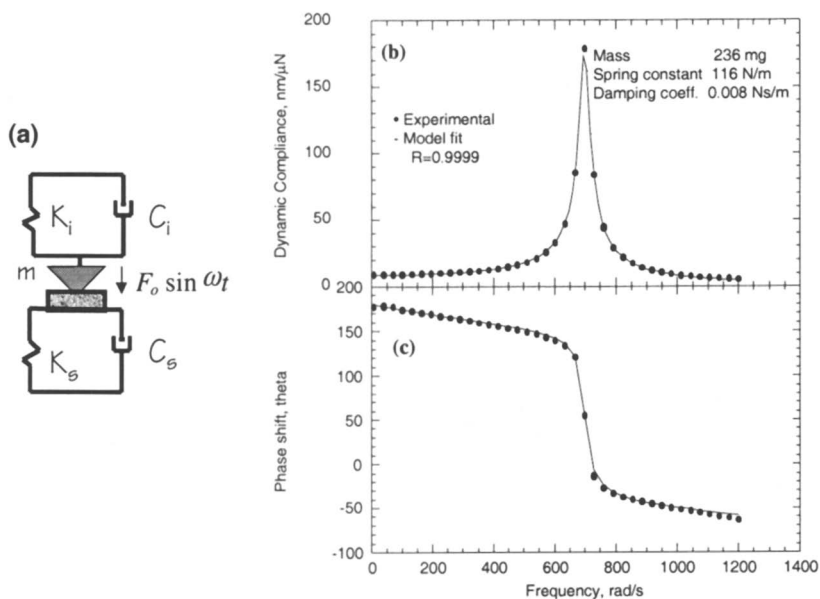 (a)
K_i
C_i
m
F_o sin ω_t
K_s
C_s
(b)
Mass 236 mg
Spring constant 116 N/m
Damping coeff. 0.008 Ns/m
• Experimental
- Model fit
R=0.9999
Dynamic Compliance, nm/μN
200
150
100
50
0
(c)
Phase shift, theta
200
150
100
50
0
-50
-100
0 200 400 600 800 1000 1200 1400
Frequency, rad/s